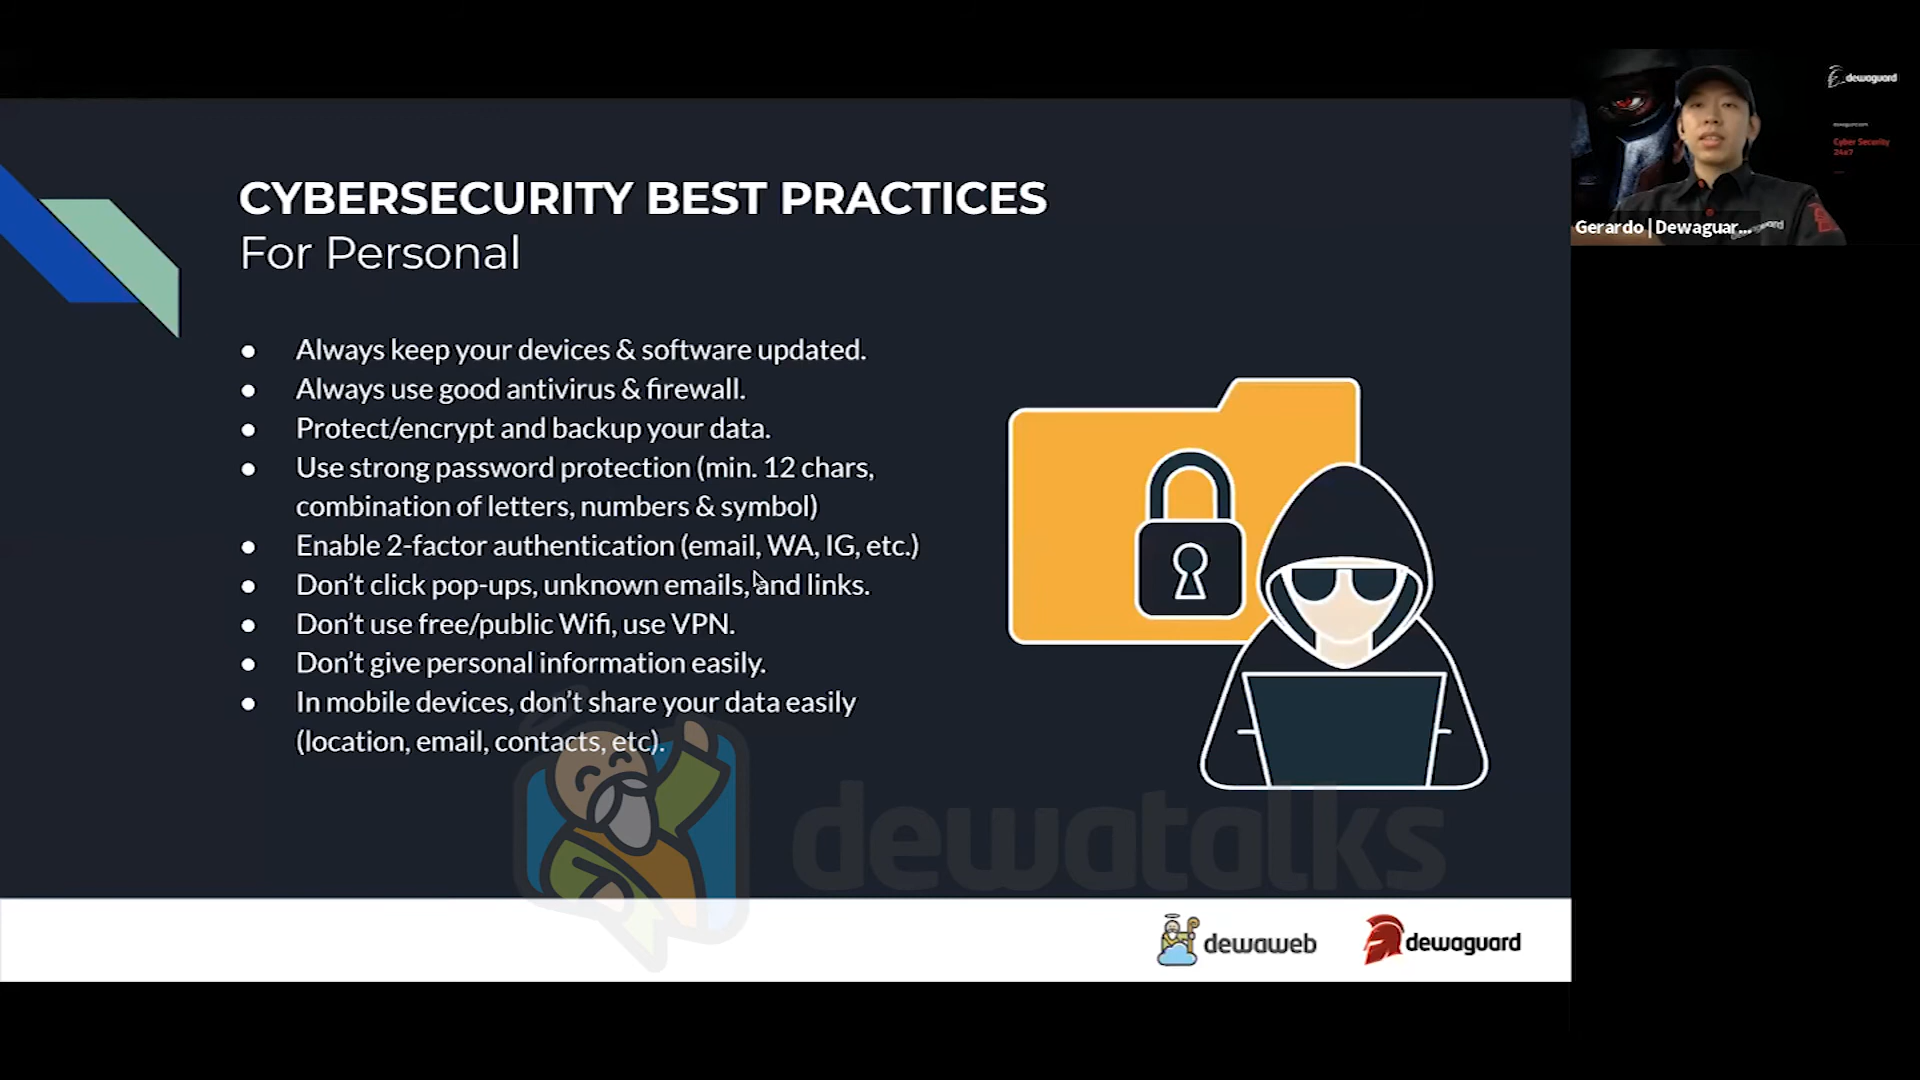 CYBERSECURITY BEST PRACTICES
For Personal
● Always keep your devices & software updated.
● Always use good antivirus & firewall.
● Protect/encrypt and backup your data.
● Use strong password protection (min. 12 chars,
combination of letters, numbers & symbol)
● Enable 2-factor authentication (email, WA, IG, etc.)
● Don’t click pop-ups, unknown emails, and links.
● Don’t use free/public Wifi, use VPN.
● Don’t give personal information easily.
● In mobile devices, don’t share your data easily
(location, email, contacts, etc).
dewatalks
dewaweb
dewaguard
dewaguard
Cyber Security
24x7
Gerardo | Dewaguar...